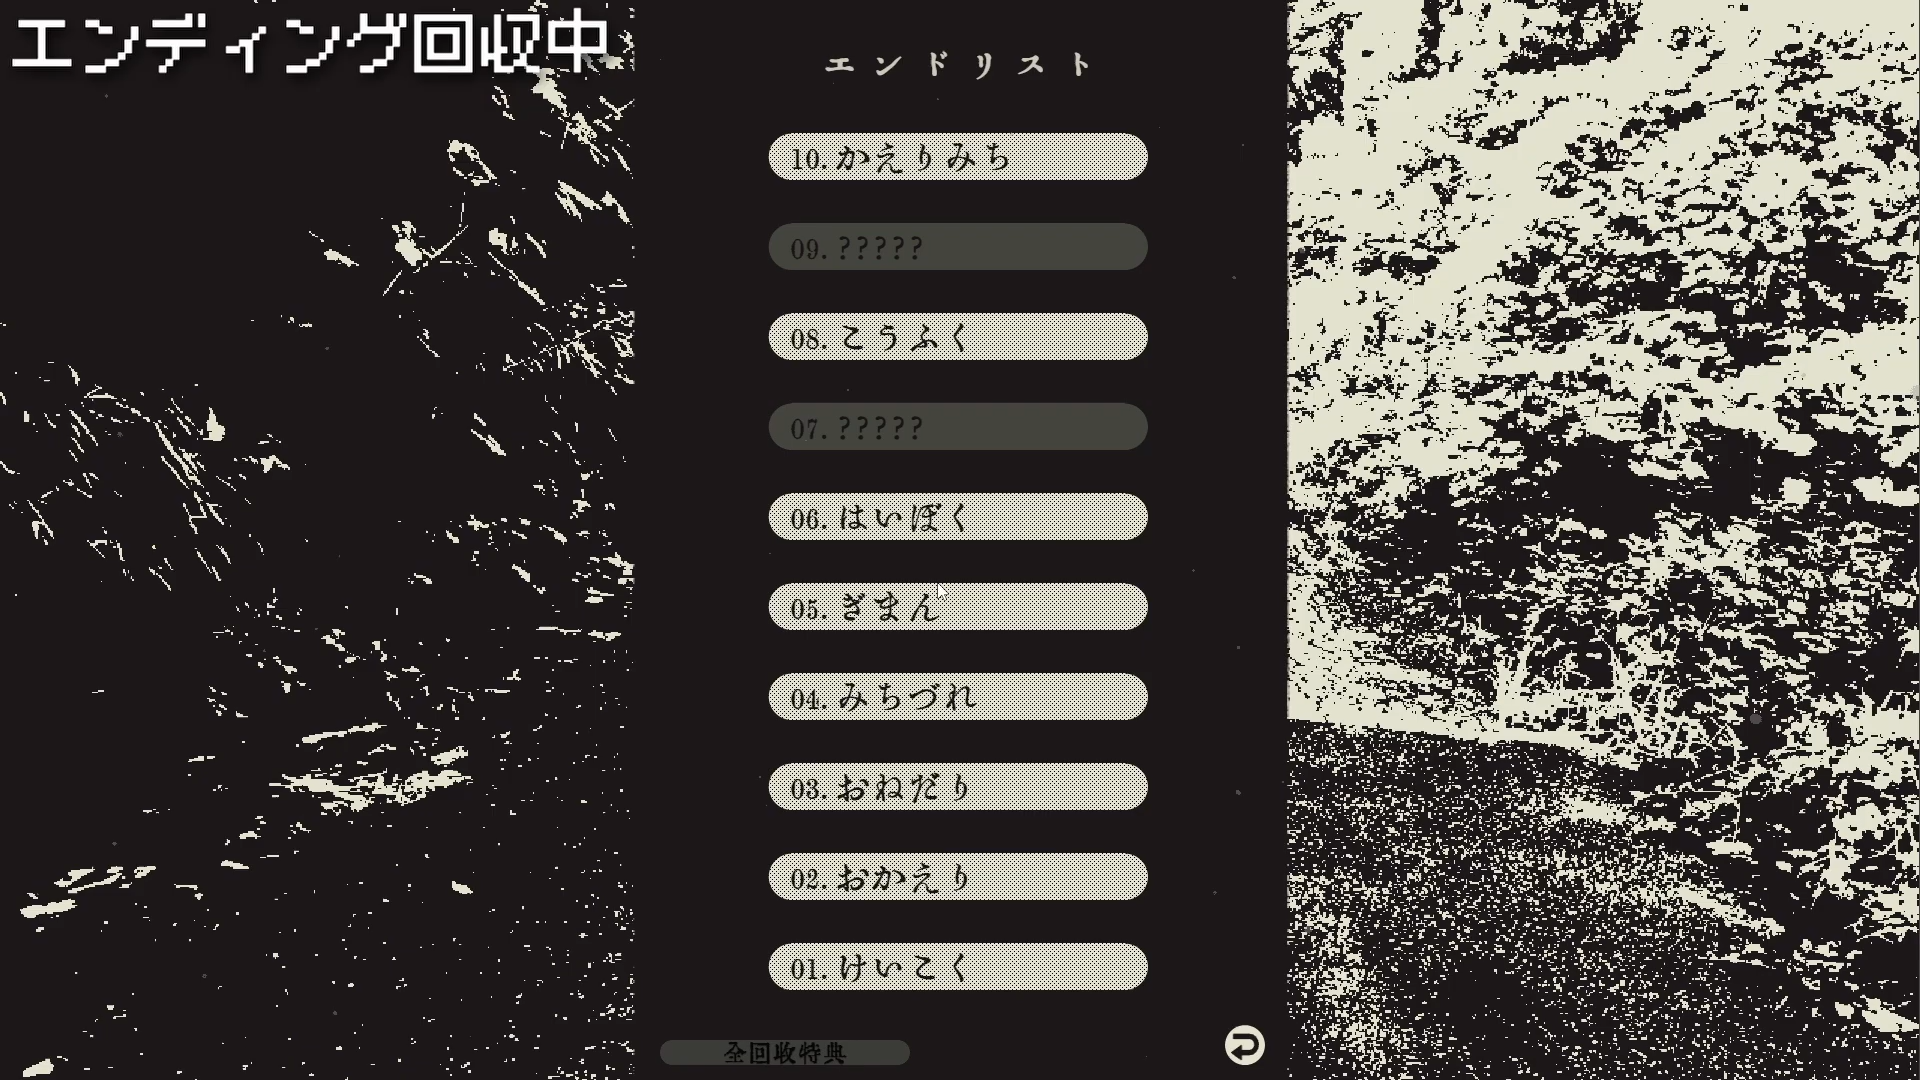 エンディング回収中
エンドリスト
10.かえりみち
09.?????
08.こうふく
07.?????
06.はいぼく
05.ぎまん
04.みちづれ
03.おねだり
02.おかえり
01.けいこく
全回収特典